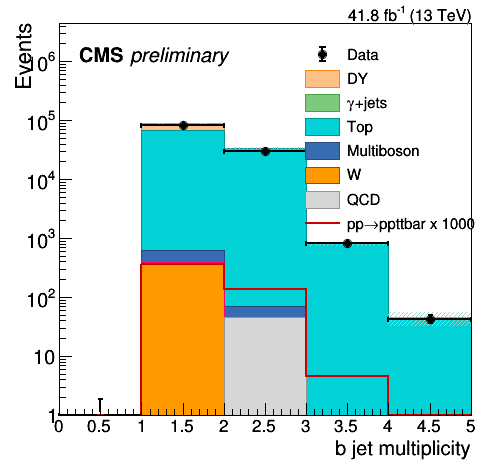 41.8 fb⁻¹ (13 TeV)
Events
CMS preliminary
Data
DY
γ+jets
Top
Multiboson
W
QCD
pp→ppttbar x 1000
10⁶
10⁵
10⁴
10³
10²
10
1
0 0.5 1 1.5 2 2.5 3 3.5 4 4.5 5
b jet multiplicity